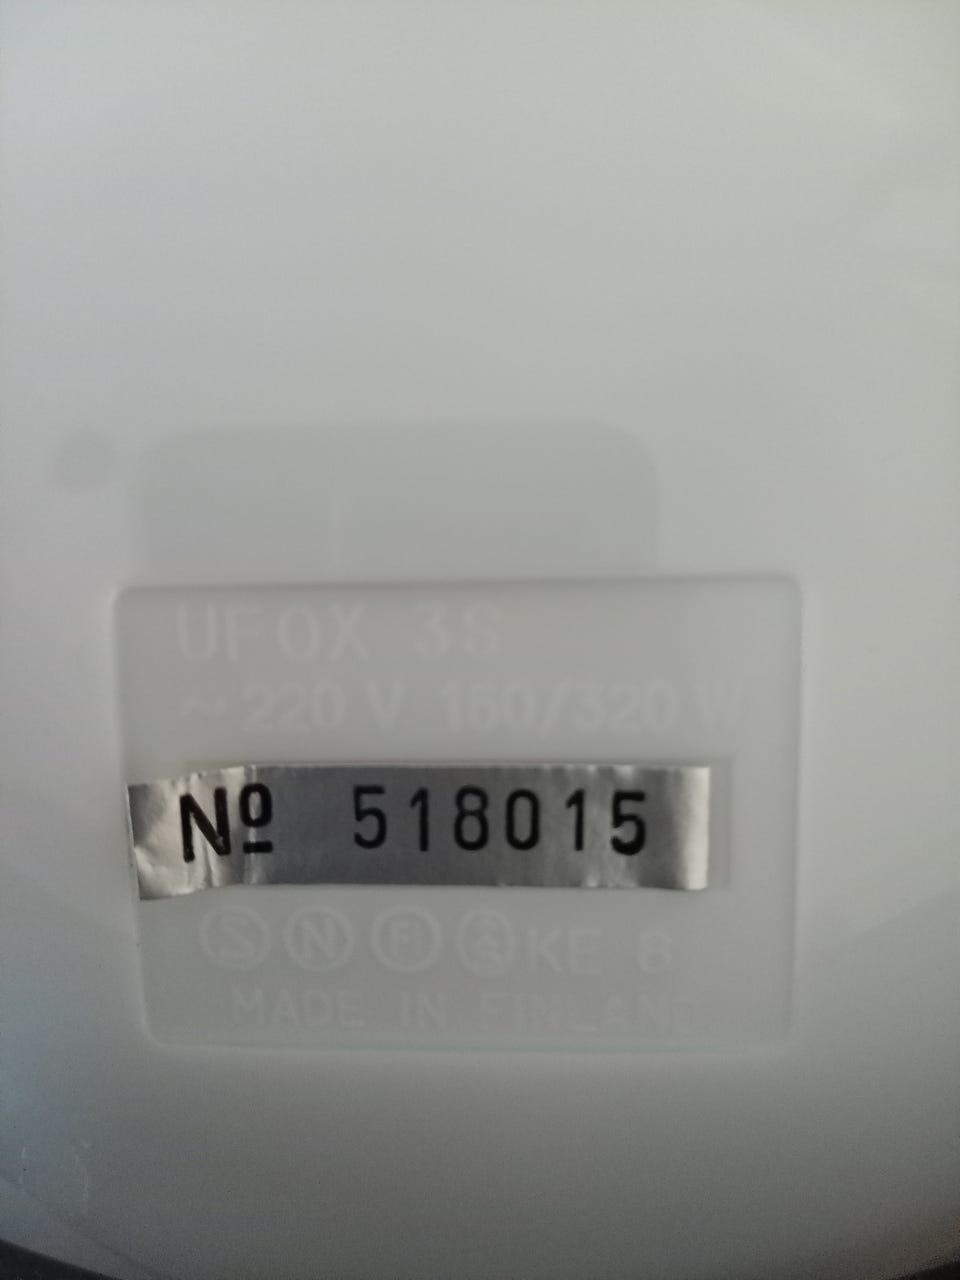 UFOX 3S
~ 220 V 160/320 W
Nº 518015
S N F KE 8
MADE IN FINLAND